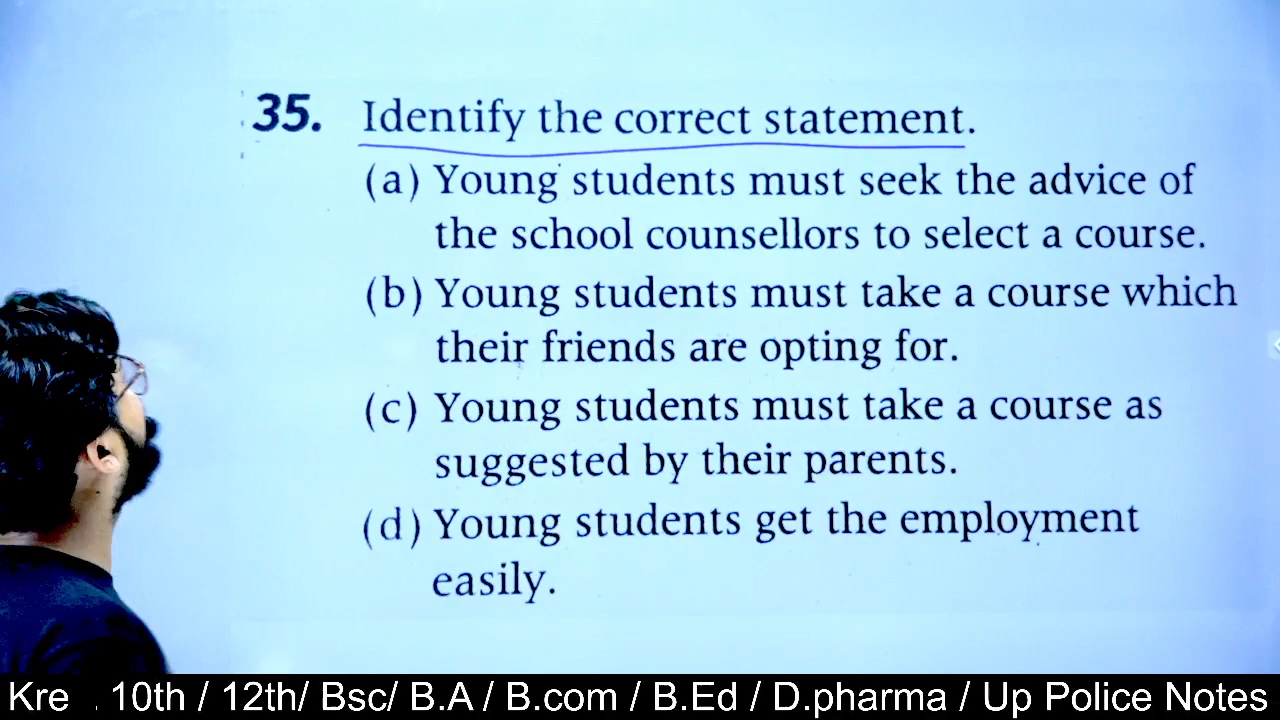 35. Identify the correct statement.
(a) Young students must seek the advice of
the school counsellors to select a course.
(b) Young students must take a course which
their friends are opting for.
(c) Young students must take a course as
suggested by their parents.
(d) Young students get the employment
easily.
Kre . 10th / 12th/ Bsc/ B.A / B.com / B.Ed / D.pharma / Up Police Notes